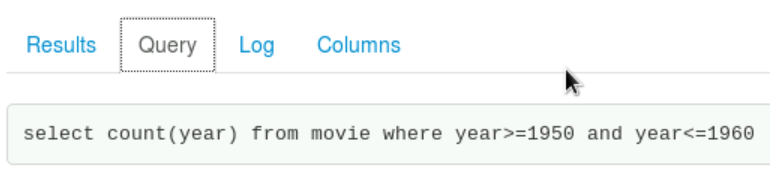 Results Query Log Columns
select count(year) from movie where year>=1950 and year<=1960